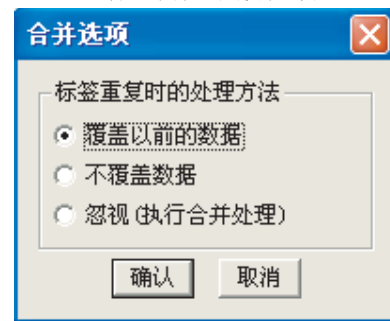 合并选项
标签重复时的处理方法
覆盖以前的数据
不覆盖数据
忽视(执行合并处理)
确认
取消